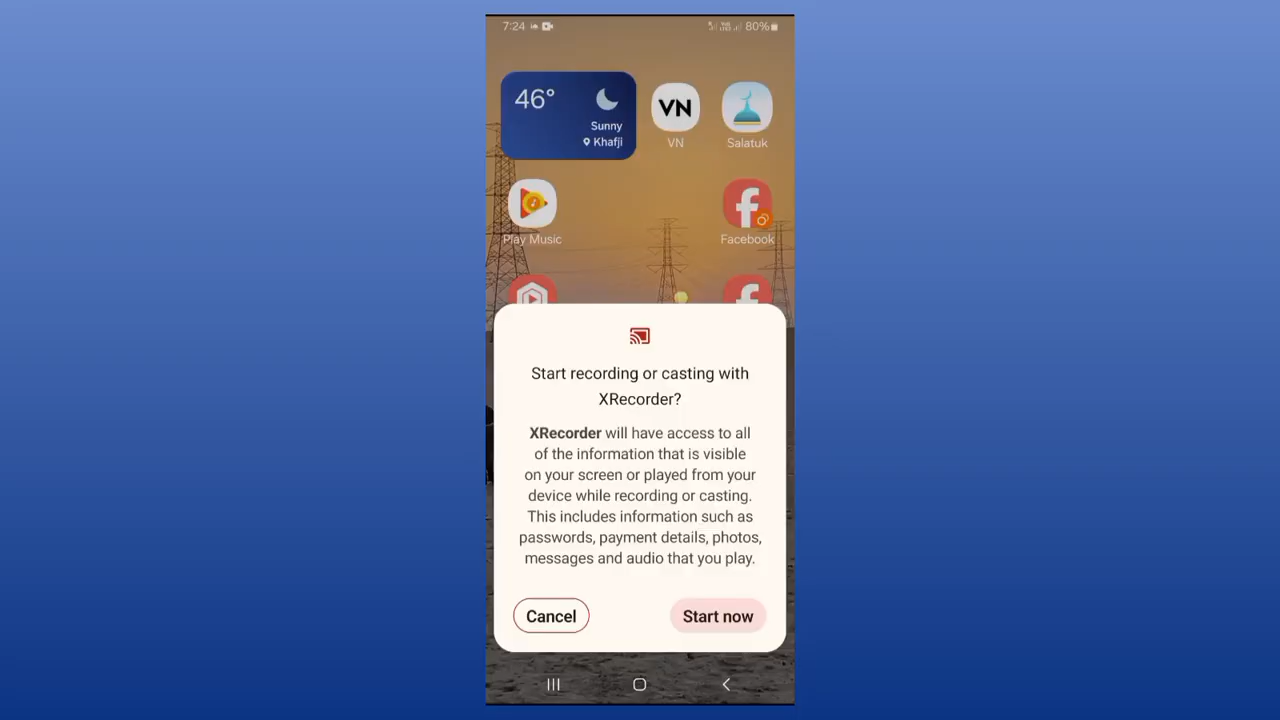 7:24
80%
46°
Sunny
Khafji
VN
VN
Salatuk
Play Music
Facebook
Start recording or casting with
XRecorder?
XRecorder will have access to all
of the information that is visible
on your screen or played from your
device while recording or casting.
This includes information such as
passwords, payment details, photos,
messages and audio that you play.
Cancel
Start now